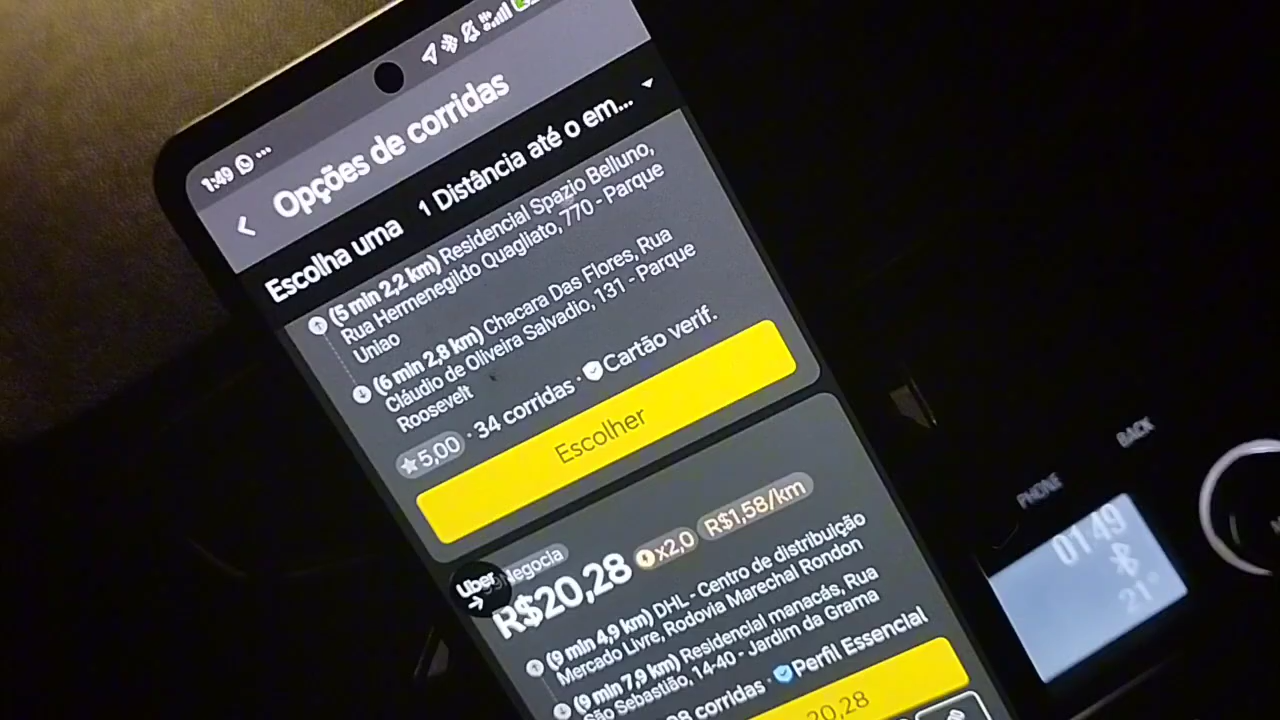 1:49
Opções de corridas
Escolha uma
1 Distância até o em...
(5 min 2,2 km) Residencial Spazio Belluno,
Rua Hermenegildo Quagliato, 770 - Parque
Uniao
(6 min 2,8 km) Chacara Das Flores, Rua
Cláudio de Oliveira Salvadio, 131 - Parque
Roosevelt
5,00 · 34 corridas · Cartão verif.
Escolher
Uber
Negocia
R$20,28 x2,0 R$1,58/km
(9 min 4,9 km) DHL - Centro de distribuição
Mercado Livre, Rodovia Marechal Rondon
(9 min 7,9 km) Residencial manacás, Rua
São Sebastião, 14-40 - Jardim da Grama
corridas · Perfil Essencial
20,28
BACK
PHONE
01:49
21°